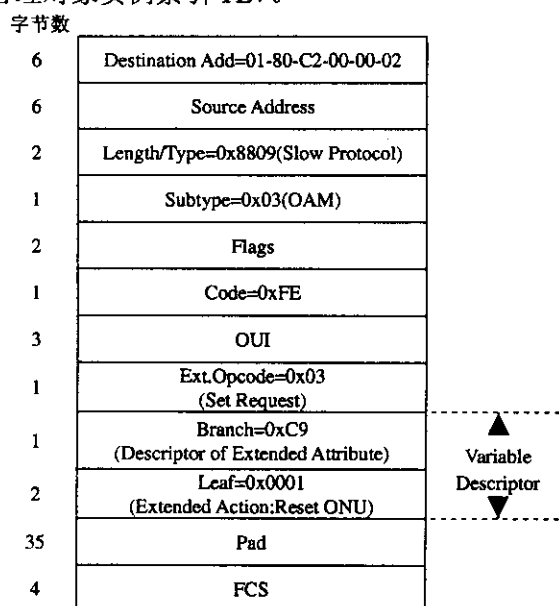 字节数
6 Destination Add=01-80-C2-00-00-02
6 Source Address
2 Length/Type=0x8809(Slow Protocol)
1 Subtype=0x03(OAM)
2 Flags
1 Code=0xFE
3 OUI
1 Ext.Opcode=0x03
(Set Request)
1 Branch=0xC9
(Descriptor of Extended Attribute)
2 Leaf=0x0001
(Extended Action:Reset ONU)
Variable
Descriptor
35 Pad
4 FCS